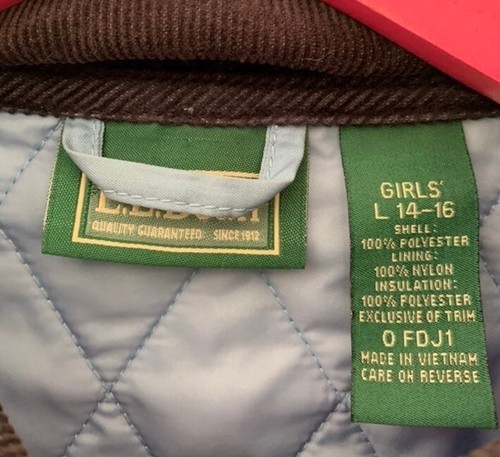 L.L.Bean
QUALITY GUARANTEED SINCE 1912
GIRLS'
L 14-16
SHELL:
100% POLYESTER
LINING:
100% NYLON
INSULATION:
100% POLYESTER
EXCLUSIVE OF TRIM
0 FDJ1
MADE IN VIETNAM
CARE ON REVERSE